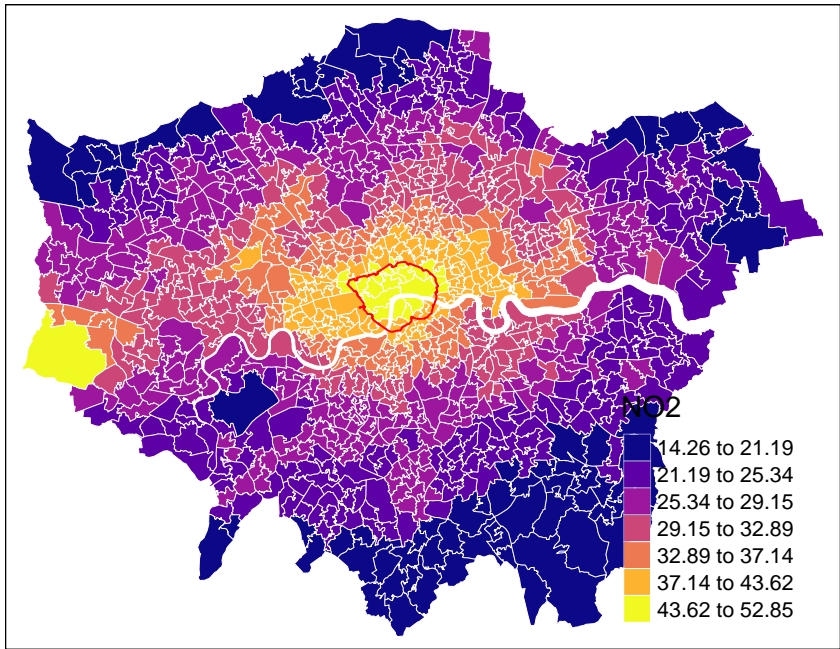 NO2
14.26 to 21.19
21.19 to 25.34
25.34 to 29.15
29.15 to 32.89
32.89 to 37.14
37.14 to 43.62
43.62 to 52.85